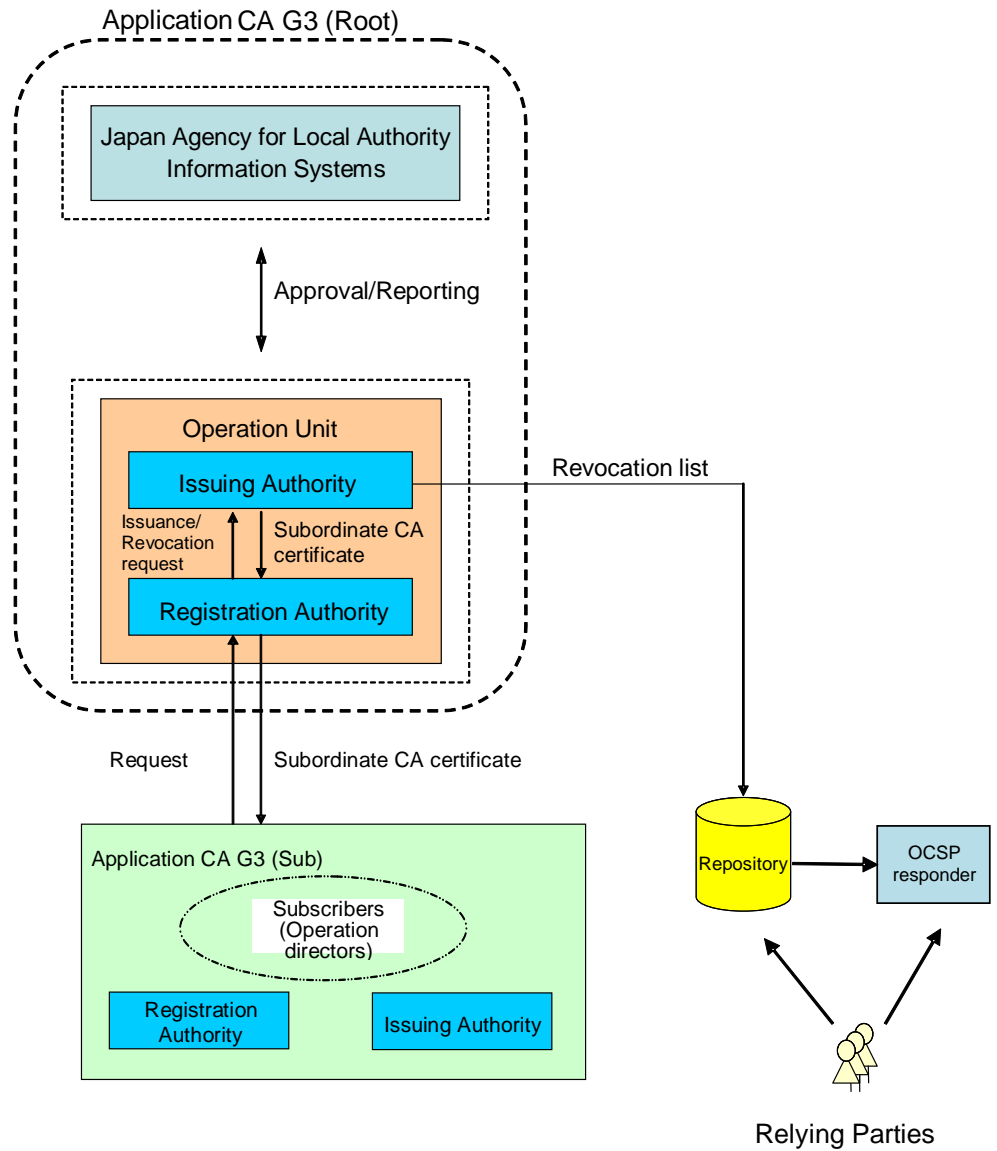 Application CA G3 (Root)
Japan Agency for Local Authority
Information Systems
Approval/Reporting
Operation Unit
Issuing Authority
Revocation list
Issuance/
Revocation
request
Subordinate CA
certificate
Registration Authority
Request
Subordinate CA certificate
Application CA G3 (Sub)
Subscribers
(Operation
directors)
Registration
Authority
Issuing Authority
Repository
OCSP
responder
Relying Parties